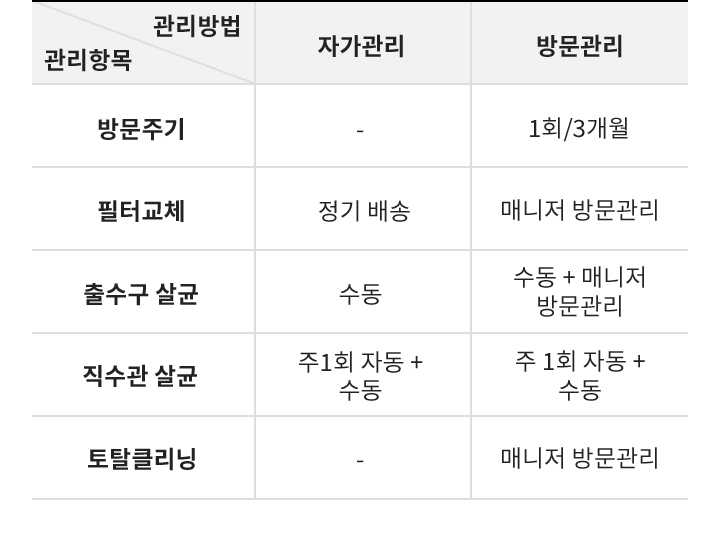 관리방법
관리항목
자가관리
방문관리
방문주기
-
1회/3개월
필터교체
정기 배송
매니저 방문관리
출수구 살균
수동
수동 + 매니저
방문관리
직수관 살균
주1회 자동 +
수동
주 1회 자동 +
수동
토탈클리닝
-
매니저 방문관리